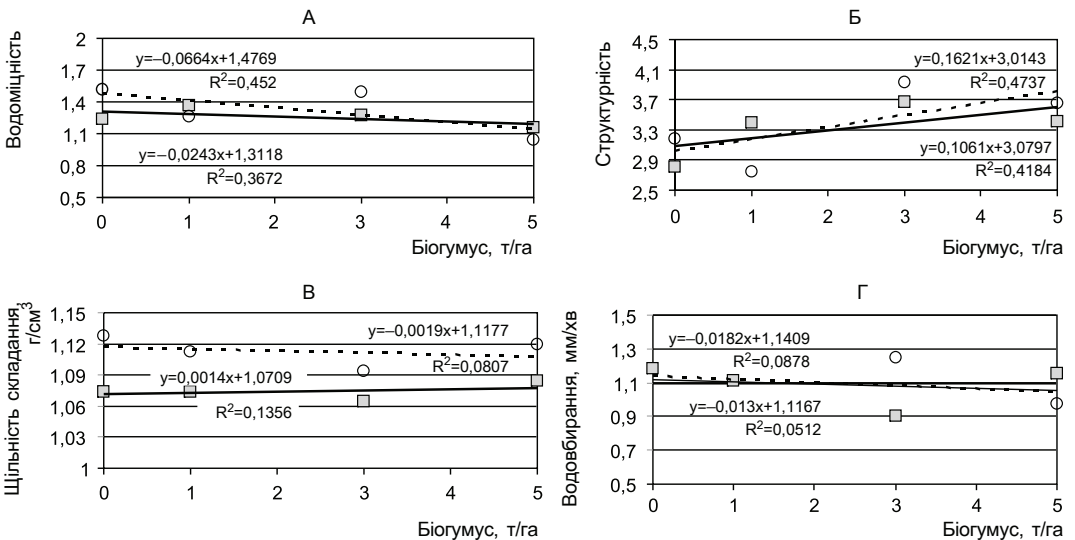 А
Водоміцність
2
1,7
1,4
1,1
0,8
0,5
y=–0,0664x+1,4769
R²=0,452
y=–0,0243x+1,3118
R²=0,3672
0 1 2 3 4 5
Біогумус, т/га
Б
Структурність
4,5
4,1
3,7
3,3
2,9
2,5
y=0,1621x+3,0143
R²=0,4737
y=0,1061x+3,0797
R²=0,4184
0 1 2 3 4 5
Біогумус, т/га
В
Щільність складання,
г/см³
1,15
1,12
1,09
1,06
1,03
1
y=–0,0019x+1,1177
R²=0,0807
y=0,0014x+1,0709
R²=0,1356
0 1 2 3 4 5
Біогумус, т/га
Г
Водовбирання, мм/хв
1,5
1,3
1,1
0,9
0,7
0,5
y=–0,0182x+1,1409
R²=0,0878
y=–0,013x+1,1167
R²=0,0512
0 1 2 3 4 5
Біогумус, т/га